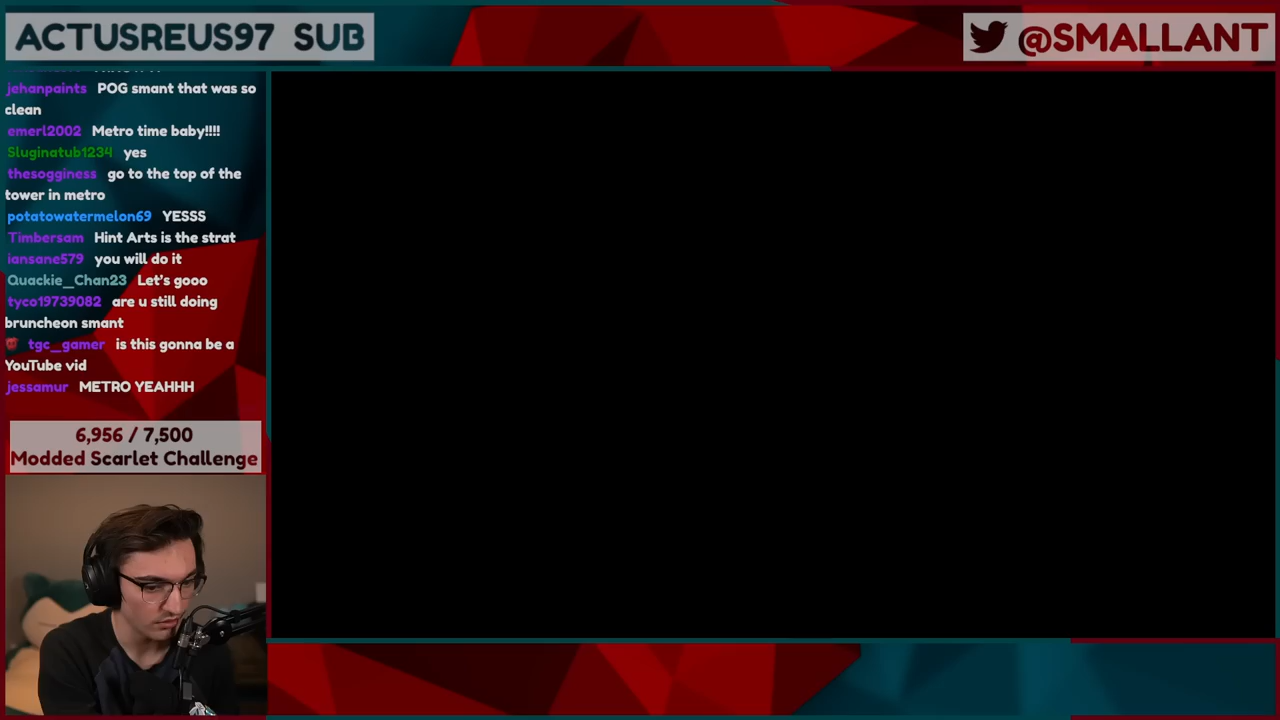 ACTUSREUS97 SUB
@SMALLANT
jehanpaints POG smant that was so
clean
emerl2002 Metro time baby!!!!
Sluginatub1234 yes
thesogginess go to the top of the
tower in metro
potatowatermelon69 YESSS
Timbersam Hint Arts is the strat
iansane579 you will do it
Quackie_Chan23 Let's gooo
tyco19739082 are u still doing
bruncheon smant
tgc_gamer is this gonna be a
YouTube vid
jessamur METRO YEAHHH
6,956 / 7,500
Modded Scarlet Challenge